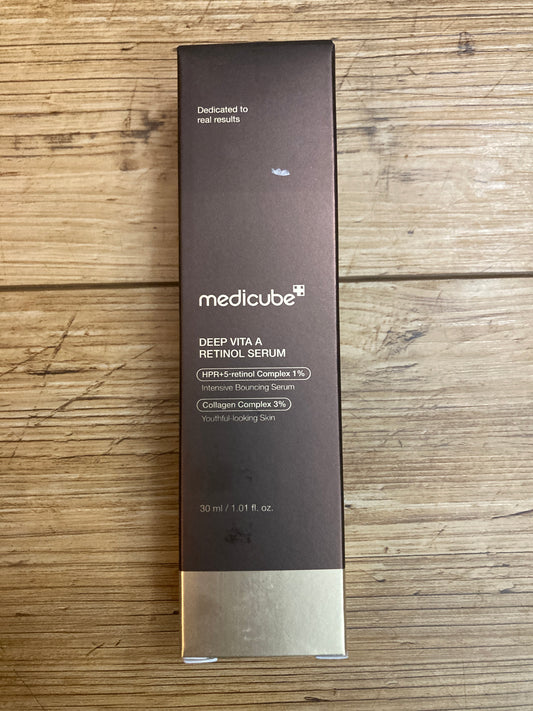 Dedicated to
real results
medicube
DEEP VITA A
RETINOL SERUM
HPR+5-retinol Complex 1%
Intensive Bouncing Serum
Collagen Complex 3%
Youthful-looking Skin
30 ml / 1.01 fl. oz.